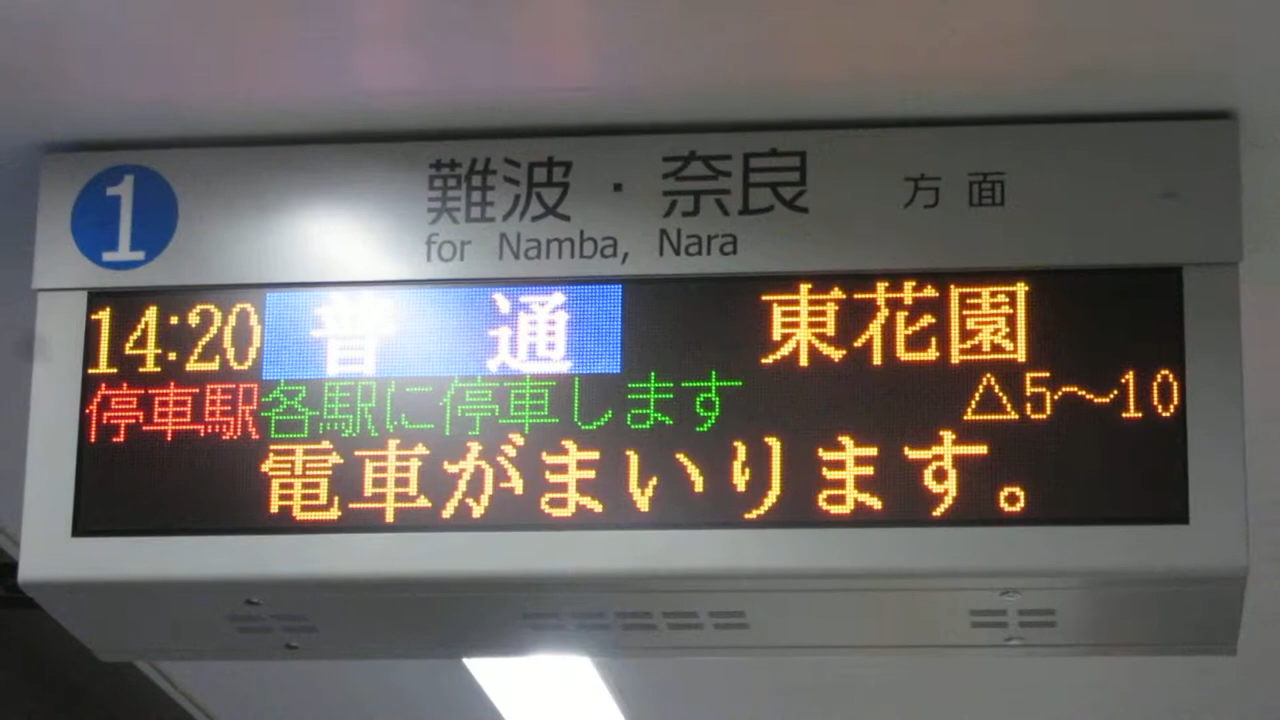 1 難波・奈良 方面
for Namba, Nara
14:20 普通 東花園
停車駅 各駅に停車します △5〜10
電車がまいります。